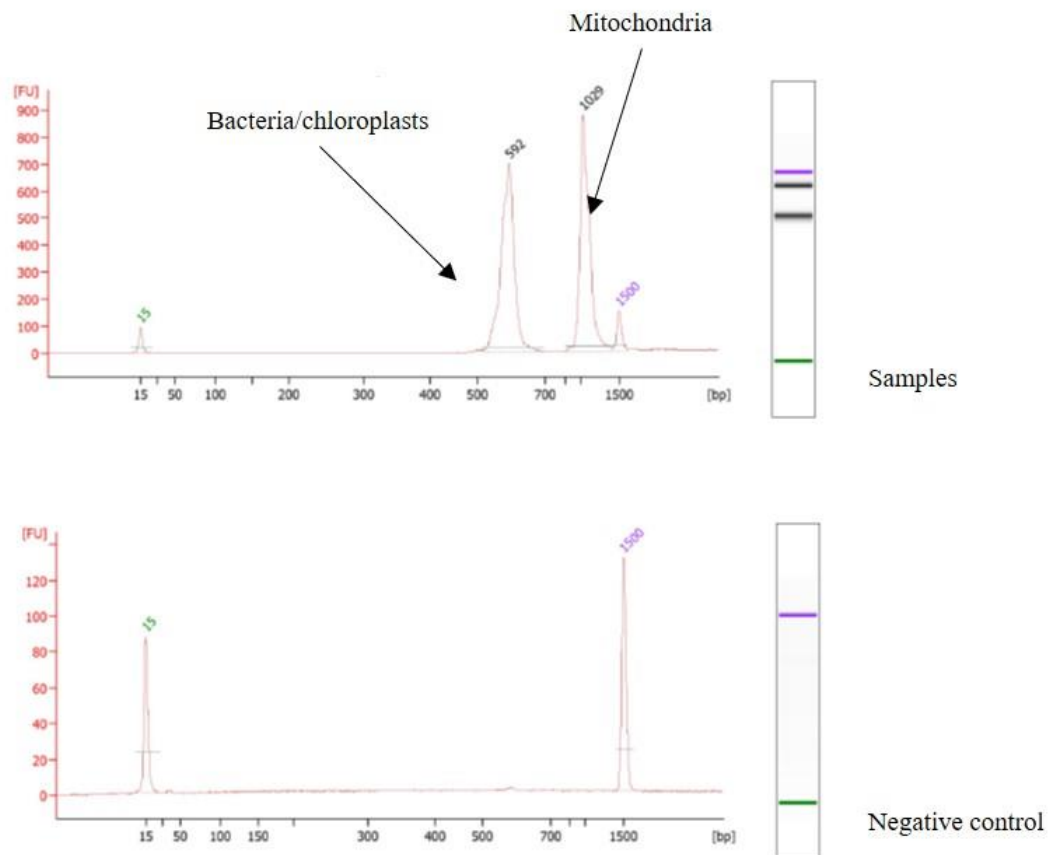 Mitochondria
[FU]
1029
900
Bacteria/chloroplasts
800
592
700
600
500
400
300
1500
200
15
100
0
15 50 100 200 300 400 500 700 1500 [bp]
Samples
[FU]
1500
120
100
15
80
60
40
20
0
15 50 100 150 300 400 500 700 1500 [bp]
Negative control